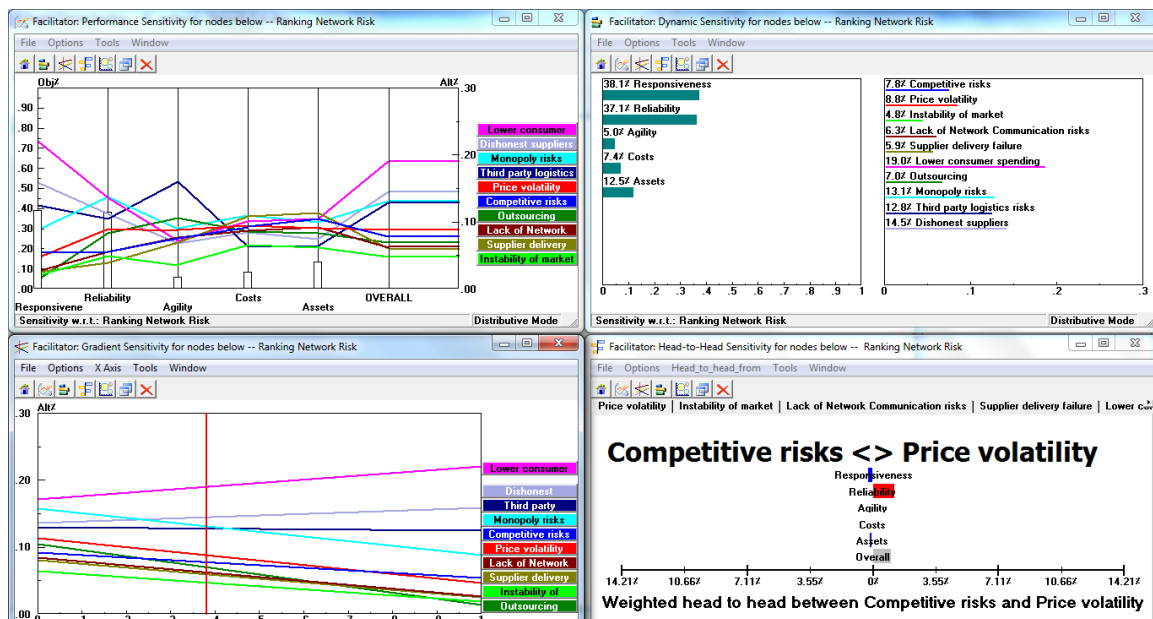 Facilitator: Performance Sensitivity for nodes below -- Ranking Network Risk
File Options Tools Window
Obj% Alt%
.30
.90
.80
.70
.60
.50
.40
.30
.20
.10
.00
.20
.10
.00
Lower consumer
Dishonest suppliers
Monopoly risks
Third party logistics
Price volatility
Competitive risks
Outsourcing
Lack of Network
Supplier delivery
Instability of market
Responsivene Reliability Agility Costs Assets OVERALL
Sensitivity w.r.t.: Ranking Network Risk Distributive Mode
Facilitator: Dynamic Sensitivity for nodes below -- Ranking Network Risk
File Options Tools Window
38.1% Responsiveness
37.1% Reliability
5.0% Agility
7.4% Costs
12.5% Assets
0 .1 .2 .3 .4 .5 .6 .7 .8 .9 1
7.8% Competitive risks
8.8% Price volatility
4.8% Instability of market
6.3% Lack of Network Communication risks
5.9% Supplier delivery failure
19.0% Lower consumer spending
7.0% Outsourcing
13.1% Monopoly risks
12.8% Third party logistics risks
14.5% Dishonest suppliers
0 .1 .2 .3
Sensitivity w.r.t.: Ranking Network Risk Distributive Mode
Facilitator: Gradient Sensitivity for nodes below -- Ranking Network Risk
File Options X Axis Tools Window
Alt%
.30
.20
.10
.00
Lower consumer
Dishonest
Third party
Monopoly risks
Competitive risks
Price volatility
Lack of Network
Supplier delivery
Instability of
Outsourcing
Facilitator: Head-to-Head Sensitivity for nodes below -- Ranking Network Risk
File Options Head_to_head_from Tools Window
Price volatility | Instability of market | Lack of Network Communication risks | Supplier delivery failure | Lower
Competitive risks <> Price volatility
Responsiveness
Reliability
Agility
Costs
Assets
Overall
14.21% 10.66% 7.11% 3.55% 0% 3.55% 7.11% 10.66% 14.21%
Weighted head to head between Competitive risks and Price volatility